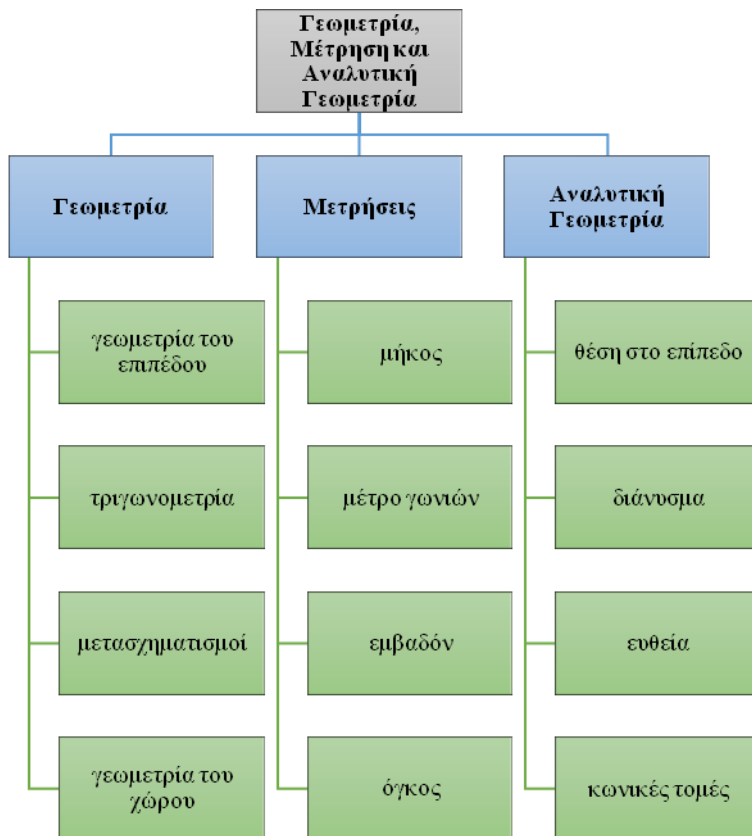 Γεωμετρία,
Μέτρηση και
Αναλυτική
Γεωμετρία
Γεωμετρία
Μετρήσεις
Αναλυτική
Γεωμετρία
γεωμετρία του
επιπέδου
τριγωνομετρία
μετασχηματισμοί
γεωμετρία του
χώρου
μήκος
μέτρο γωνιών
εμβαδόν
όγκος
θέση στο επίπεδο
διάνυσμα
ευθεία
κωνικές τομές